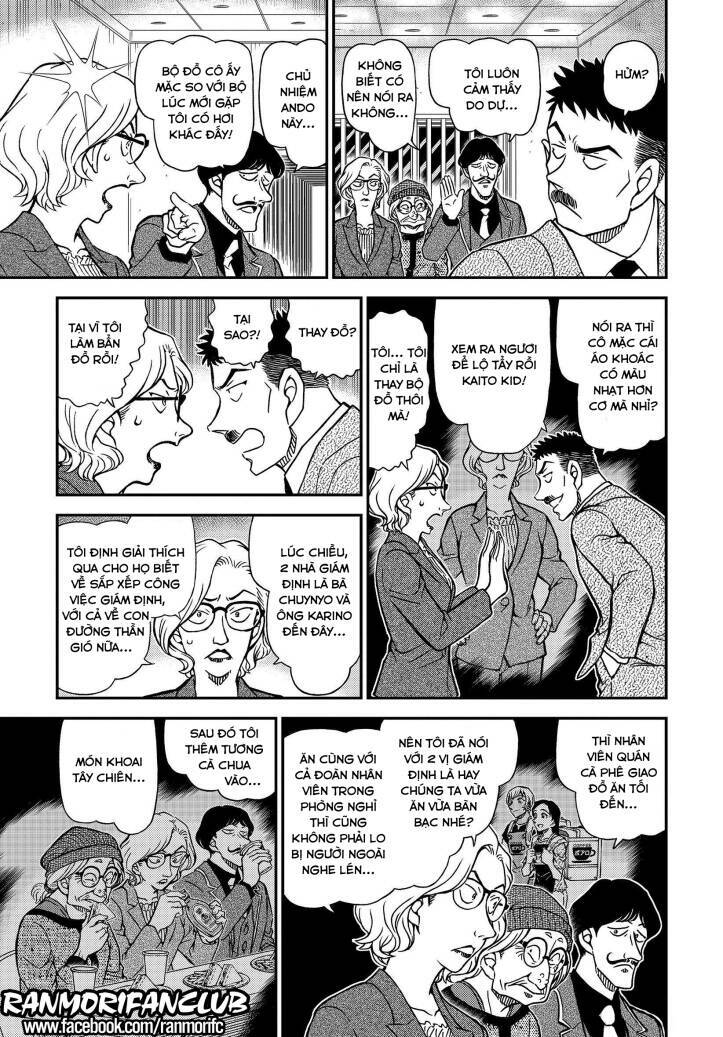 HỬM?
TÔI LUÔN
CẢM THẤY
DO DỰ...
KHÔNG
BIẾT CÓ
NÊN NÓI RA
KHÔNG...
CHỦ
NHIỆM
ANDO
NÀY...
BỘ ĐỒ CÔ ẤY
MẶC SO VỚI BỘ
LÚC MỚI GẶP
TÔI CÓ HƠI
KHÁC ĐẤY!
NÓI RA THÌ
CÔ MẶC CÁI
ÁO KHOÁC
CÓ MÀU
NHẠT HƠN
CƠ MÃ NHỈ?
XEM RA NGƯƠI
ĐỂ LỘ TẨY RỒI
KAITO KID!
TÔI... TÔI
CHỈ LÀ
THAY BỘ
ĐỒ THÔI
MÀ!
THAY ĐỒ?
TẠI
SAO?!
TẠI VÌ TÔI
LÀM BẨN
ĐỒ RỒI!
LÚC CHIỀU,
2 NHÀ GIÁM
ĐỊNH LÀ BÀ
CHUYNYO VÀ
ÔNG KARINO
ĐẾN ĐÂY...
TÔI ĐỊNH GIẢI THÍCH
QUA CHO HỌ BIẾT
VỀ SẮP XẾP CÔNG
VIỆC GIÁM ĐỊNH,
VỚI CẢ VỀ CON
ĐƯỜNG THẦN
GIÓ NỮA...
THÌ NHÂN
VIÊN QUÁN
CÀ PHÊ GIAO
ĐỒ ĂN TỐI
ĐẾN...
NÊN TÔI ĐÃ NÓI
VỚI 2 VỊ GIÁM
ĐỊNH LÀ HAY
CHÚNG TA VỪA
ĂN VỪA BÀN
BẠC NHÉ?
ĂN CÙNG VỚI
CẢ ĐOÀN NHÂN
VIÊN TRONG
PHÒNG NGHỈ
THÌ CŨNG
KHÔNG PHẢI LO
BỊ NGƯỜI NGOÀI
NGHE LÉN...
SAU ĐÓ TÔI
THÊM TƯƠNG
CÀ CHUA
VÀO...
MÓN KHOAI
TÂY CHIÊN...
RANMORIFANCLUB
www.facebook.com/ranmorifc